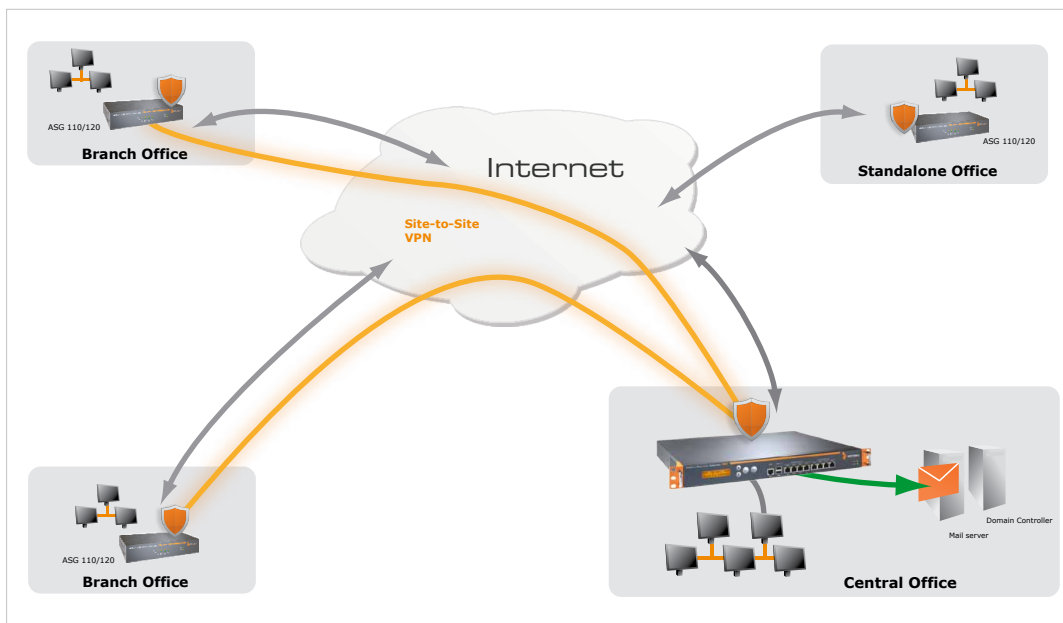 ASG 110/120
Branch Office
Internet
Site-to-Site
VPN
ASG 110/120
Standalone Office
ASG 110/120
Branch Office
Domain Controller
Mail server
Central Office